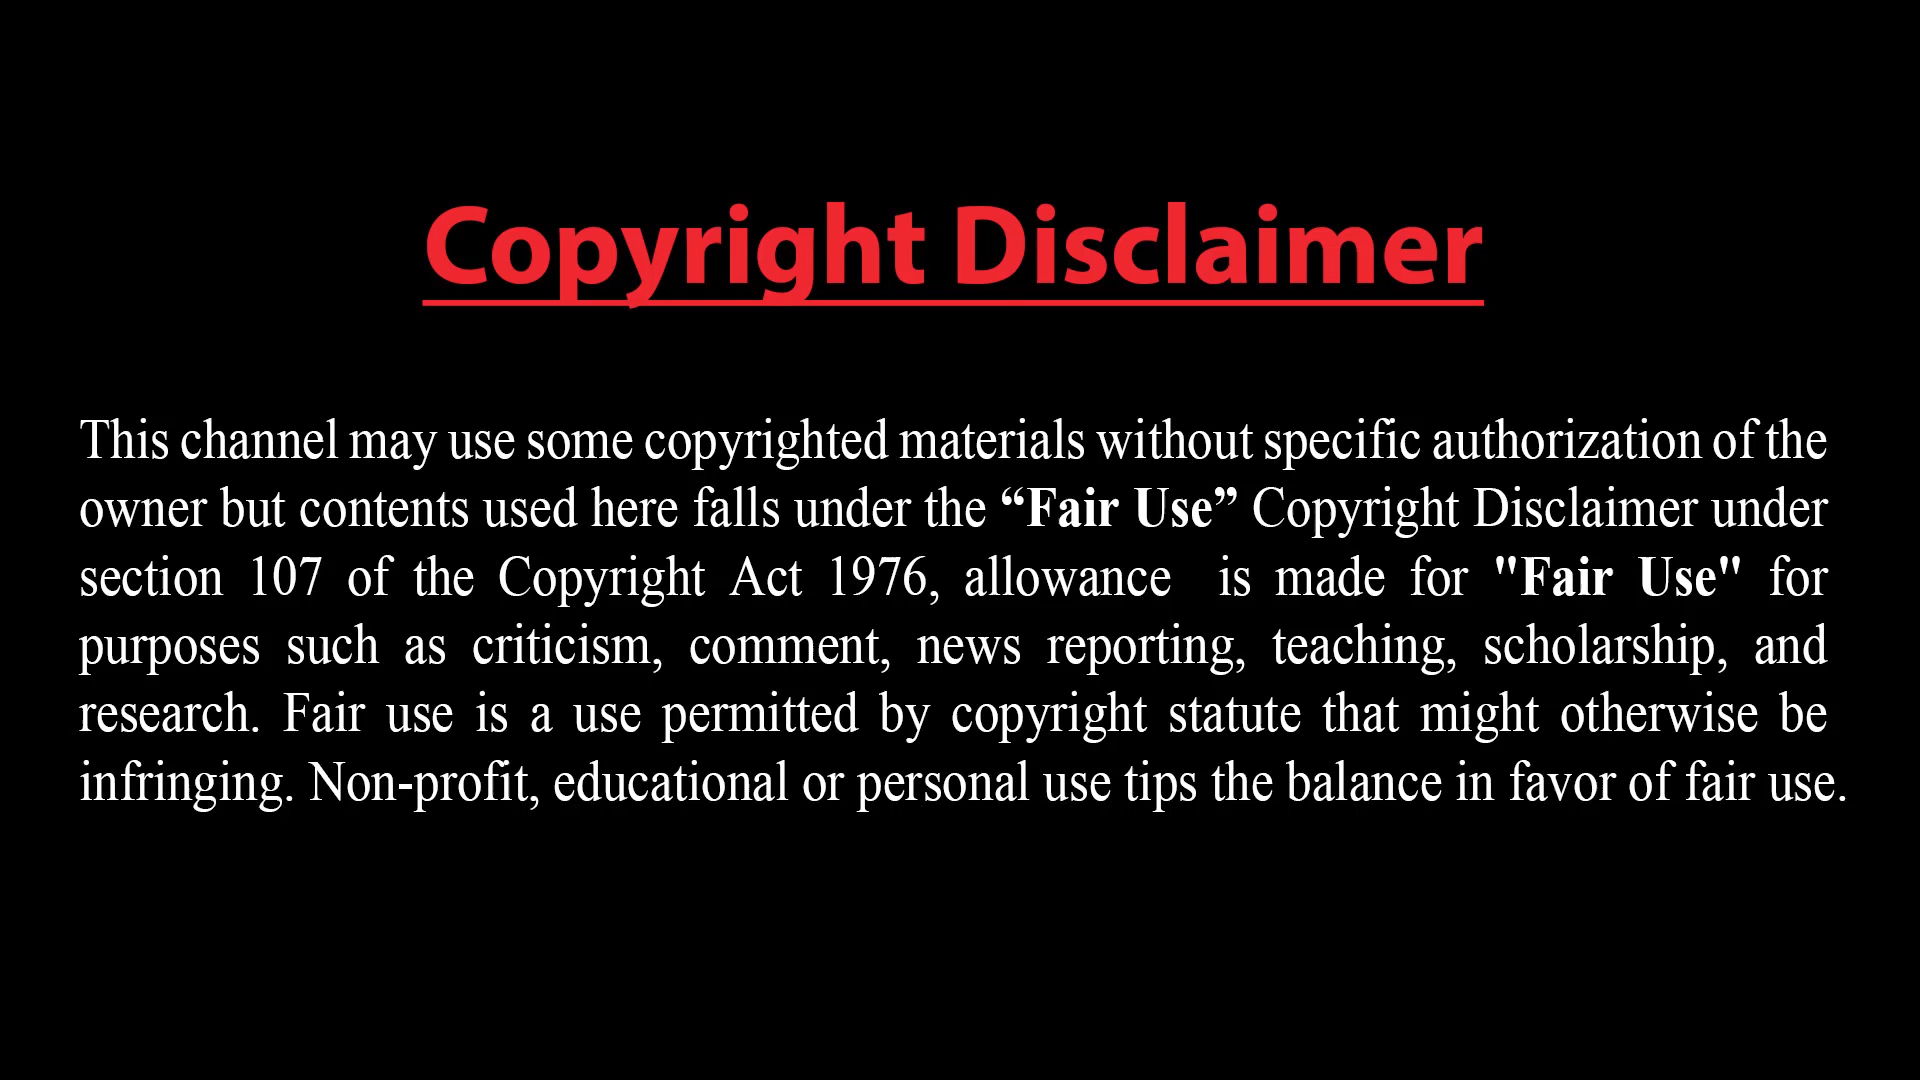 Copyright Disclaimer
This channel may use some copyrighted materials without specific authorization of the
owner but contents used here falls under the “Fair Use” Copyright Disclaimer under
section 107 of the Copyright Act 1976, allowance is made for "Fair Use" for
purposes such as criticism, comment, news reporting, teaching, scholarship, and
research. Fair use is a use permitted by copyright statute that might otherwise be
infringing. Non-profit, educational or personal use tips the balance in favor of fair use.